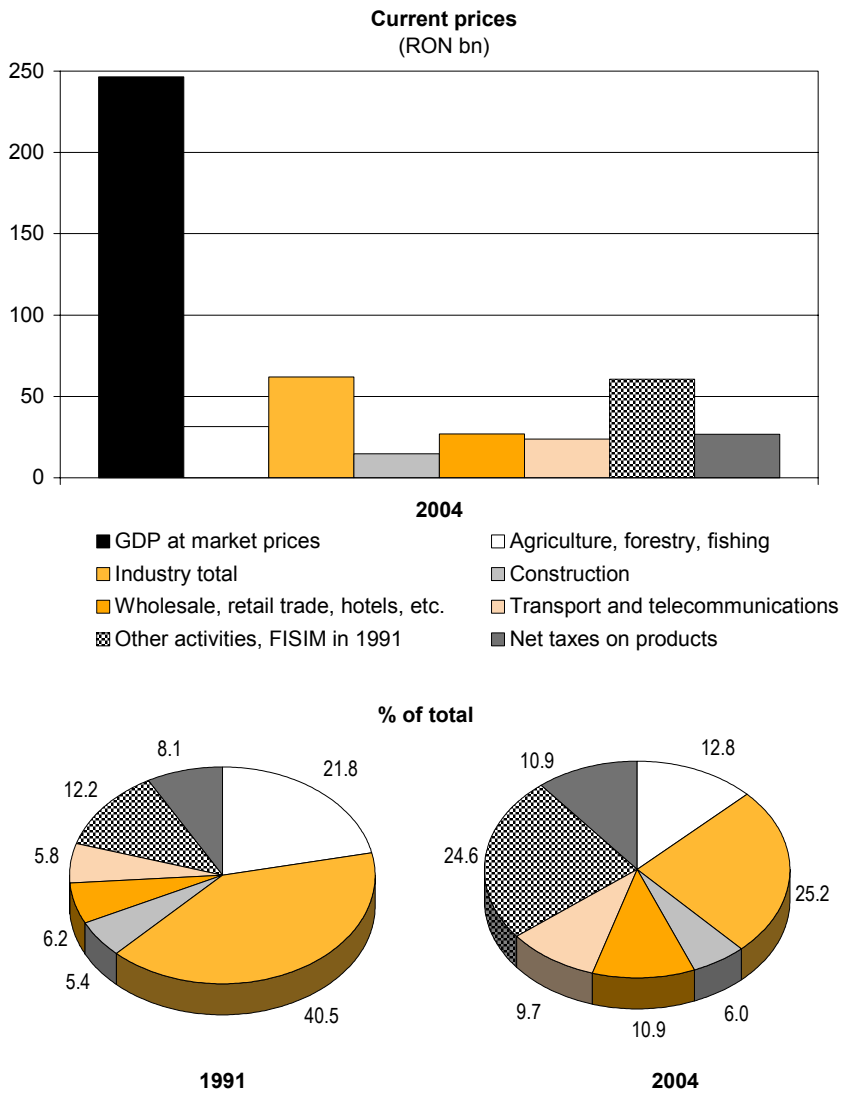 Current prices
(RON bn)
250
200
150
100
50
0
2004
GDP at market prices
Agriculture, forestry, fishing
Industry total
Construction
Wholesale, retail trade, hotels, etc.
Transport and telecommunications
Other activities, FISIM in 1991
Net taxes on products
% of total
8.1
21.8
12.2
5.8
6.2
5.4
40.5
1991
10.9
12.8
24.6
25.2
9.7
10.9
6.0
2004